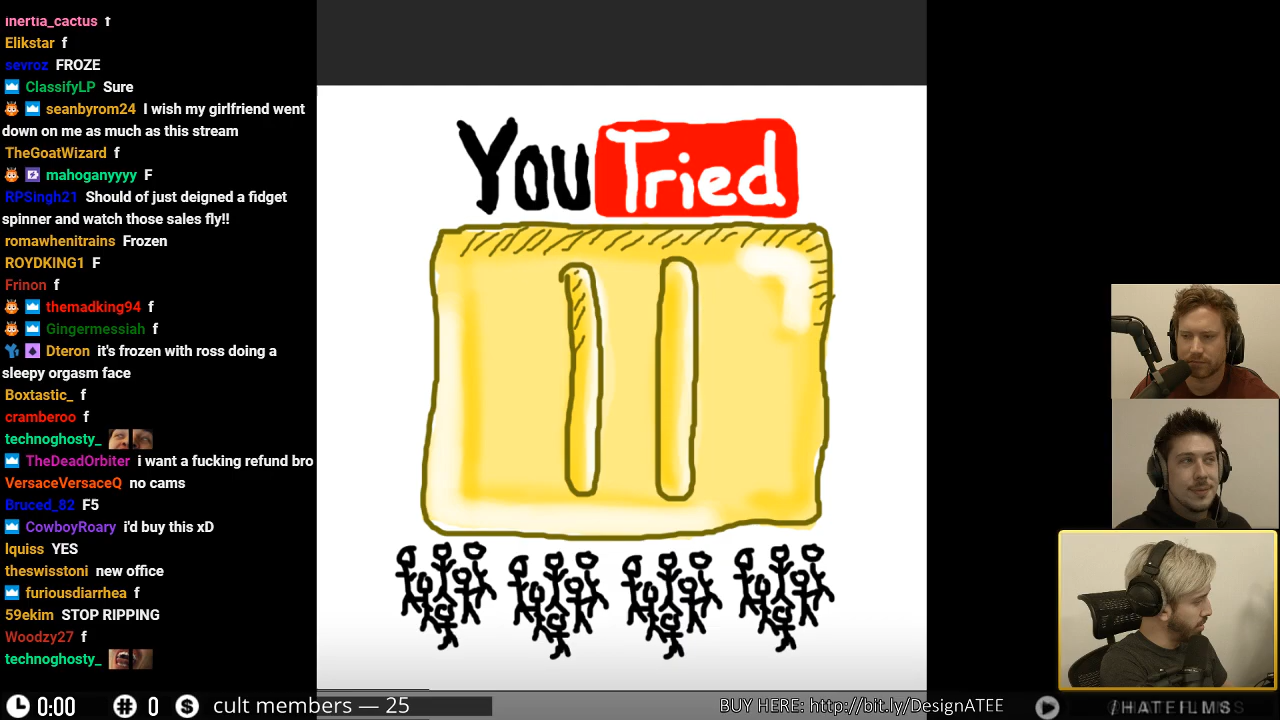 inertia_cactus f
Elikstar f
sevroz FROZE
ClassifyLP Sure
seanbyrom24 I wish my girlfriend went
down on me as much as this stream
TheGoatWizard f
mahoganyyyy F
RPSingh21 Should of just deigned a fidget
spinner and watch those sales fly!!
romawhenitrains Frozen
ROYDKING1 F
Frinon f
themadking94 f
Gingermessiah f
Dteron it's frozen with ross doing a
sleepy orgasm face
Boxtastic_ f
cramberoo f
technoghosty_
TheDeadOrbiter i want a fucking refund bro
VersaceVersaceQ no cams
Bruced_82 F5
CowboyRoary i'd buy this xD
lquiss YES
theswisstoni new office
furiousdiarrhea f
59ekim STOP RIPPING
Woodzy27 f
technoghosty_
You Tried
0:00 # 0 $ cult members — 25
BUY HERE: http://bit.ly/DesignATEE
/HATFILMS